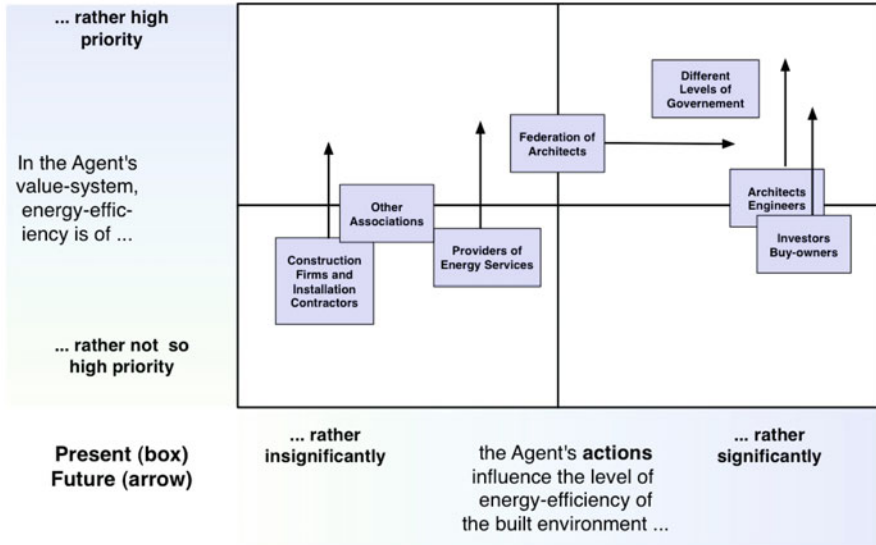 ... rather high
priority
In the Agent's
value-system,
energy-effic-
iency is of ...
... rather not so
high priority
Different
Levels of
Governement
Federation of
Architects
Architects
Engineers
Investors
Buy-owners
Other
Associations
Providers of
Energy Services
Construction
Firms and
Installation
Contractors
Present (box)
Future (arrow)
... rather
insignificantly
the Agent's actions
influence the level of
energy-efficiency of
the built environment ...
... rather
significantly